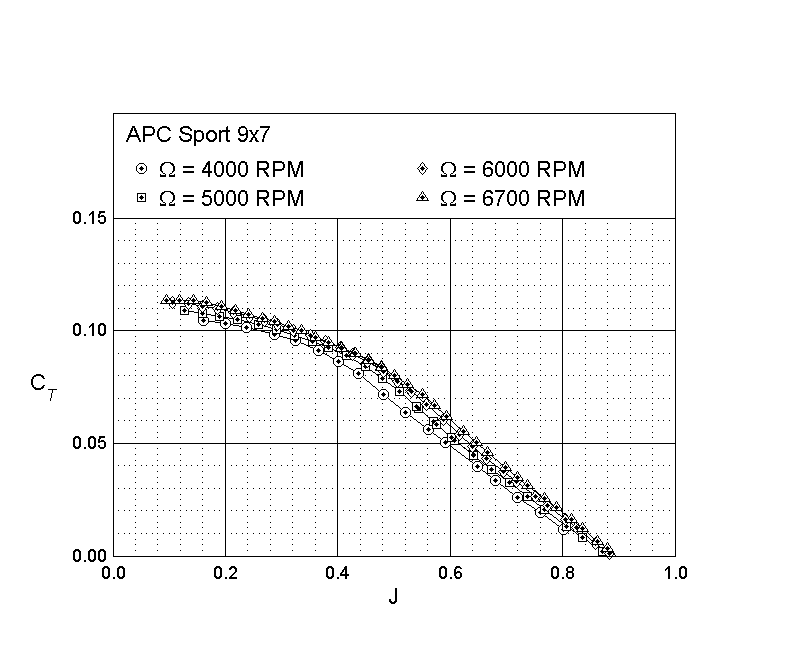 APC Sport 9x7
Ω = 4000 RPM
Ω = 6000 RPM
Ω = 5000 RPM
Ω = 6700 RPM
0.15
0.10
C_T
0.05
0.00
0.0 0.2 0.4 0.6 0.8 1.0
J